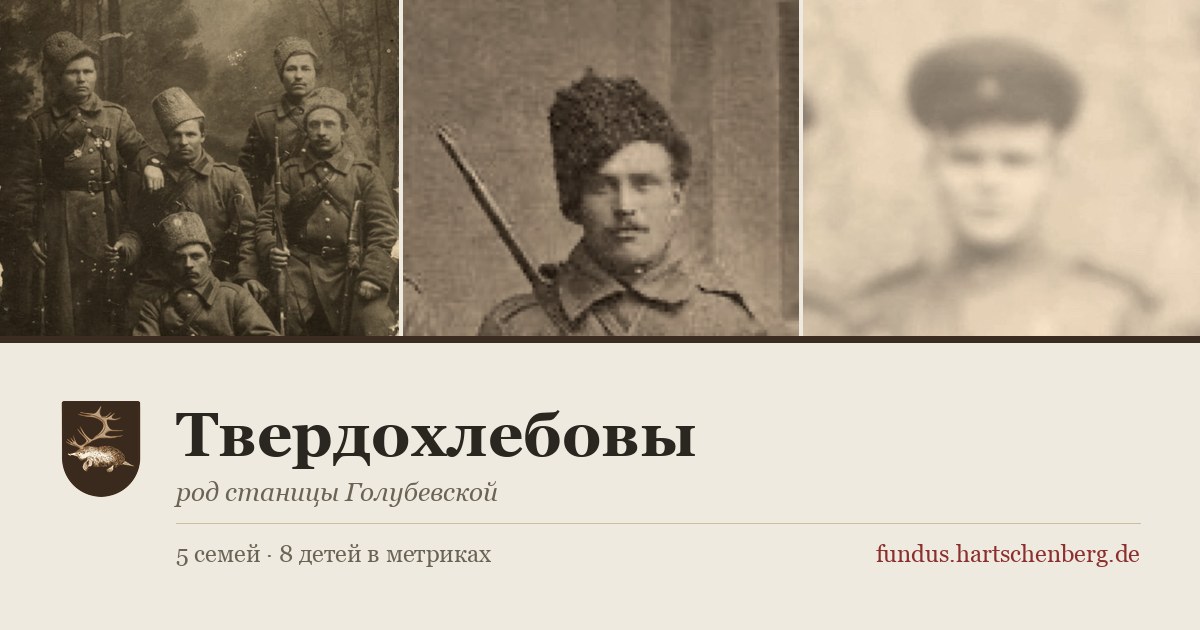 Твердохлебовы
род станицы Голубевской
5 семей · 8 детей в метриках
fundus.hartschenberg.de